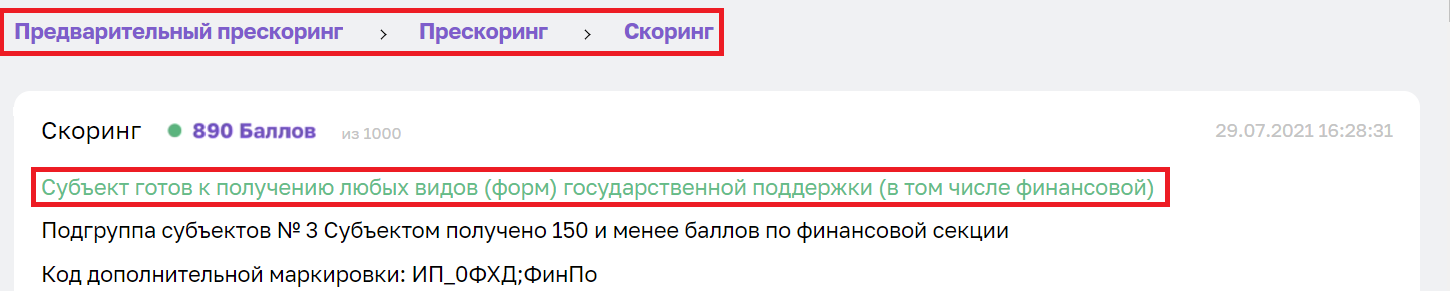 Предварительный прескоринг > Прескоринг > Скоринг
Скоринг 890 Баллов из 1000 29.07.2021 16:28:31
Субъект готов к получению любых видов (форм) государственной поддержки (в том числе финансовой)
Подгруппа субъектов № 3 Субъектом получено 150 и менее баллов по финансовой секции
Код дополнительной маркировки: ИП_0ФХД;ФинПо